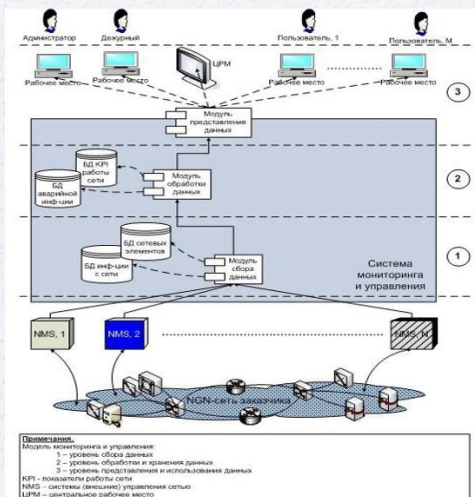 Администратор
Дежурный
Пользователь, 1
Пользователь, M
ЦРМ
Рабочее место
Рабочее место
Рабочее место
Рабочее место
3
Модуль
представления
данных
БД KPI
работы
сети
2
БД
аварийной
инф-ции
Модуль
обработки
данных
БД сетевых
элементов
1
БД инф-ции
с сети
Модуль
сбора
данных
Система
мониторинга
и управления
NMS, 1
NMS, 2
NMS, N
NGN-сеть заказчика
Примечания.
Модель мониторинга и управления:
1 – уровень сбора данных
2 – уровень обработки и хранения данных
3 – уровень представления и использования данных
KPI - показатели работы сети
NMS - системы (внешние) управления сетью
ЦРМ – центральное рабочее место